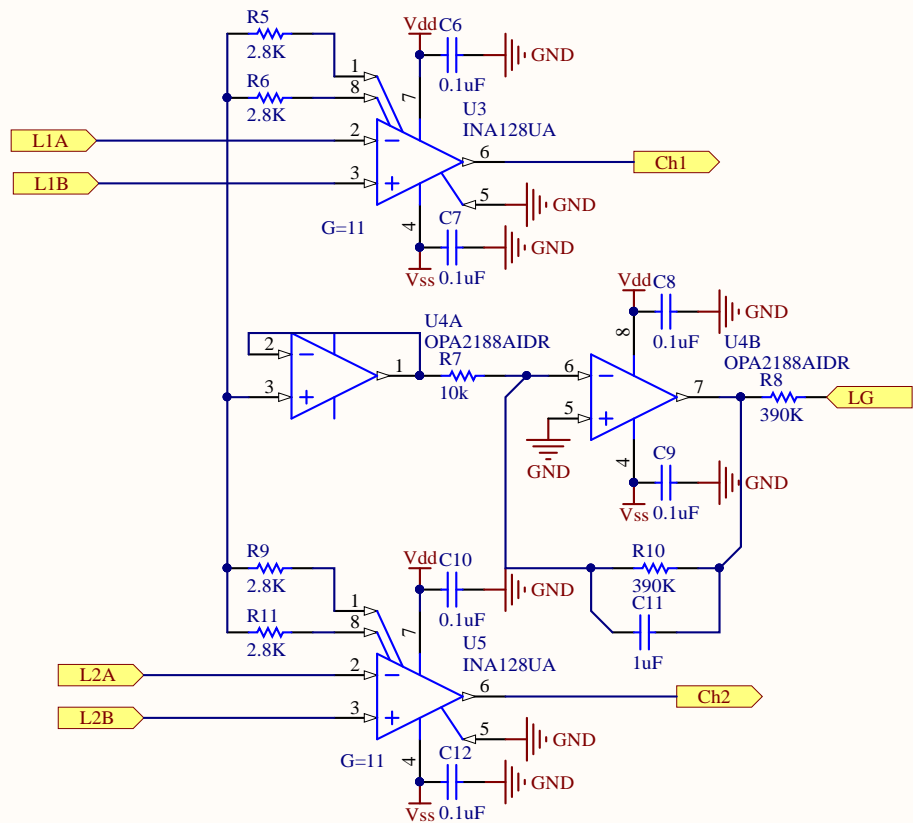 R5
2.8K
R6
2.8K
1
8
L1A
2
L1B
3
Vdd
C6
GND
0.1uF
7
U3
INA128UA
6
Ch1
5
GND
G=11
4
C7
GND
0.1uF
Vss
U4A
OPA2188AIDR
2
3
1
R7
10k
Vdd
C8
GND
0.1uF
8
U4B
OPA2188AIDR
6
5
GND
7
R8
390K
LG
4
C9
GND
0.1uF
Vss
R9
2.8K
R11
2.8K
1
8
Vdd
C10
GND
0.1uF
7
R10
390K
C11
1uF
U5
INA128UA
L2A
2
L2B
3
6
Ch2
5
GND
G=11
4
C12
GND
0.1uF
Vss